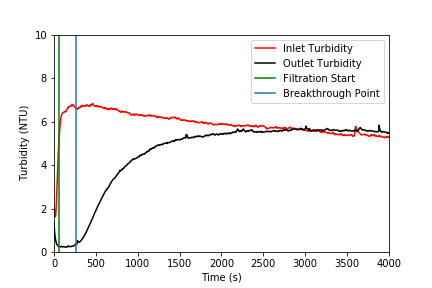 10
8
6
4
2
0
Turbidity (NTU)
Inlet Turbidity
Outlet Turbidity
Filtration Start
Breakthrough Point
0 500 1000 1500 2000 2500 3000 3500 4000
Time (s)